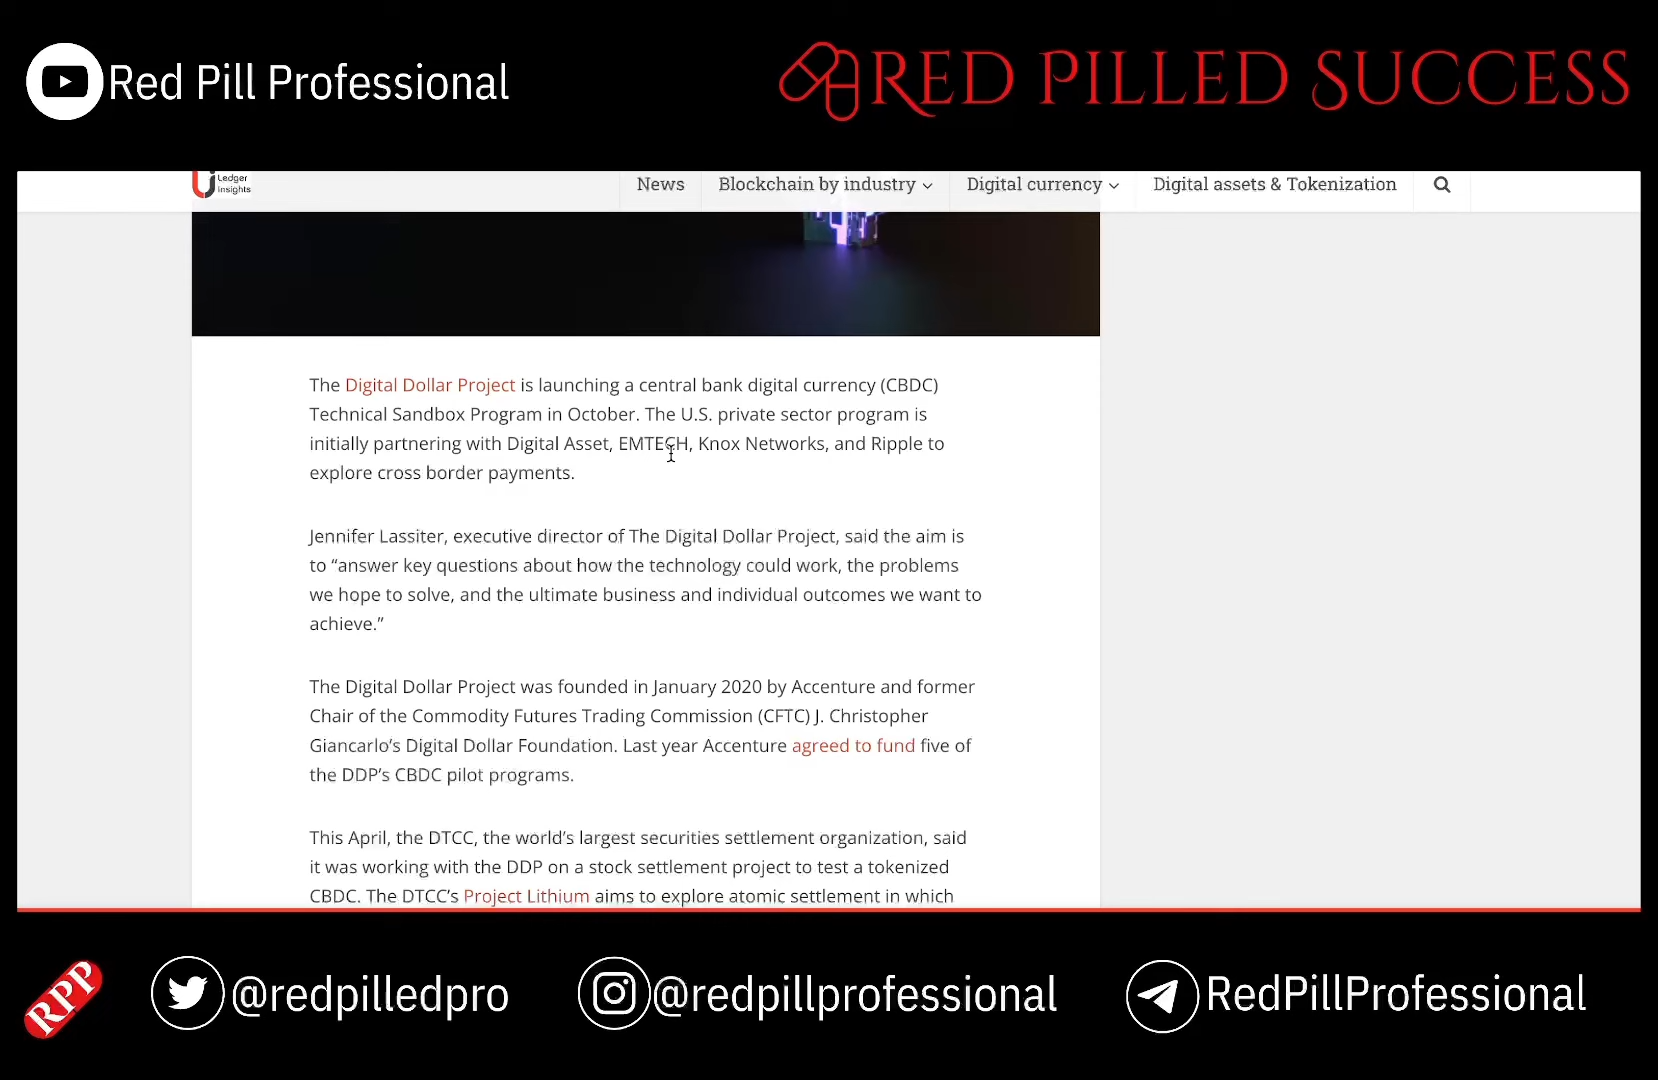 Red Pill Professional
RED PILLED SUCCESS
Ledger
insights
News
Blockchain by industry
Digital currency
Digital assets & Tokenization
The Digital Dollar Project is launching a central bank digital currency (CBDC)
Technical Sandbox Program in October. The U.S. private sector program is
initially partnering with Digital Asset, EMTECH, Knox Networks, and Ripple to
explore cross border payments.
Jennifer Lassiter, executive director of The Digital Dollar Project, said the aim is
to “answer key questions about how the technology could work, the problems
we hope to solve, and the ultimate business and individual outcomes we want to
achieve.”
The Digital Dollar Project was founded in January 2020 by Accenture and former
Chair of the Commodity Futures Trading Commission (CFTC) J. Christopher
Giancarlo’s Digital Dollar Foundation. Last year Accenture agreed to fund five of
the DDP’s CBDC pilot programs.
This April, the DTCC, the world’s largest securities settlement organization, said
it was working with the DDP on a stock settlement project to test a tokenized
CBDC. The DTCC’s Project Lithium aims to explore atomic settlement in which
RPP
@redpilledpro
@redpillprofessional
RedPillProfessional